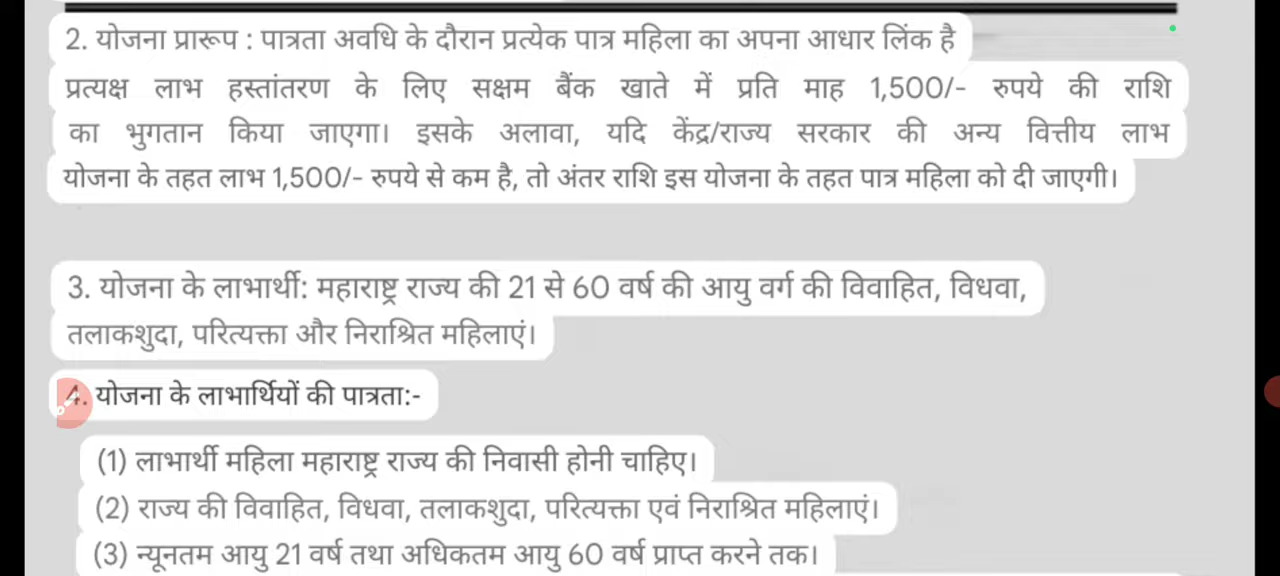 2. योजना प्रारूप : पात्रता अवधि के दौरान प्रत्येक पात्र महिला का अपना आधार लिंक है
प्रत्यक्ष लाभ हस्तांतरण के लिए सक्षम बैंक खाते में प्रति माह 1,500/- रुपये की राशि
का भुगतान किया जाएगा। इसके अलावा, यदि केंद्र/राज्य सरकार की अन्य वित्तीय लाभ
योजना के तहत लाभ 1,500/- रुपये से कम है, तो अंतर राशि इस योजना के तहत पात्र महिला को दी जाएगी।
3. योजना के लाभार्थी: महाराष्ट्र राज्य की 21 से 60 वर्ष की आयु वर्ग की विवाहित, विधवा,
तलाकशुदा, परित्यक्ता और निराश्रित महिलाएं।
4. योजना के लाभार्थियों की पात्रता:-
(1) लाभार्थी महिला महाराष्ट्र राज्य की निवासी होनी चाहिए।
(2) राज्य की विवाहित, विधवा, तलाकशुदा, परित्यक्ता एवं निराश्रित महिलाएं।
(3) न्यूनतम आयु 21 वर्ष तथा अधिकतम आयु 60 वर्ष प्राप्त करने तक।